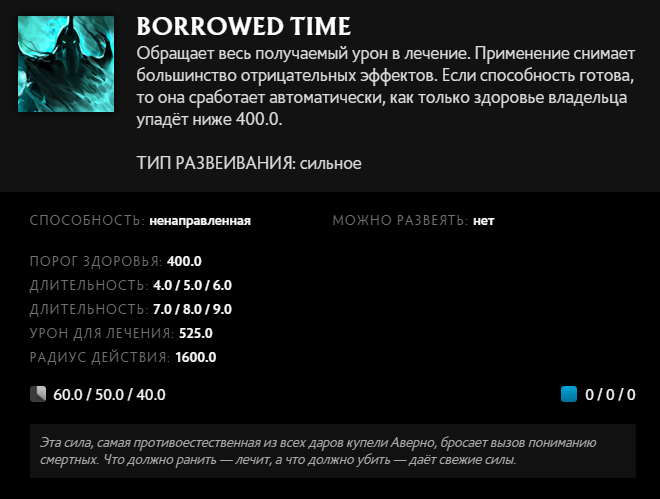 BORROWED TIME
Обращает весь получаемый урон в лечение. Применение снимает
большинство отрицательных эффектов. Если способность готова,
то она сработает автоматически, как только здоровье владельца
упадёт ниже 400.0.
ТИП РАЗВЕИВАНИЯ: сильное
СПОСОБНОСТЬ: ненаправленная МОЖНО РАЗВЕЯТЬ: нет
ПОРОГ ЗДОРОВЬЯ: 400.0
ДЛИТЕЛЬНОСТЬ: 4.0 / 5.0 / 6.0
ДЛИТЕЛЬНОСТЬ: 7.0 / 8.0 / 9.0
УРОН ДЛЯ ЛЕЧЕНИЯ: 525.0
РАДИУС ДЕЙСТВИЯ: 1600.0
60.0 / 50.0 / 40.0 0 / 0 / 0
Эта сила, самая противоестественная из всех даров купели Аверно, бросает вызов пониманию
смертных. Что должно ранить — лечит, а что должно убить — даёт свежие силы.